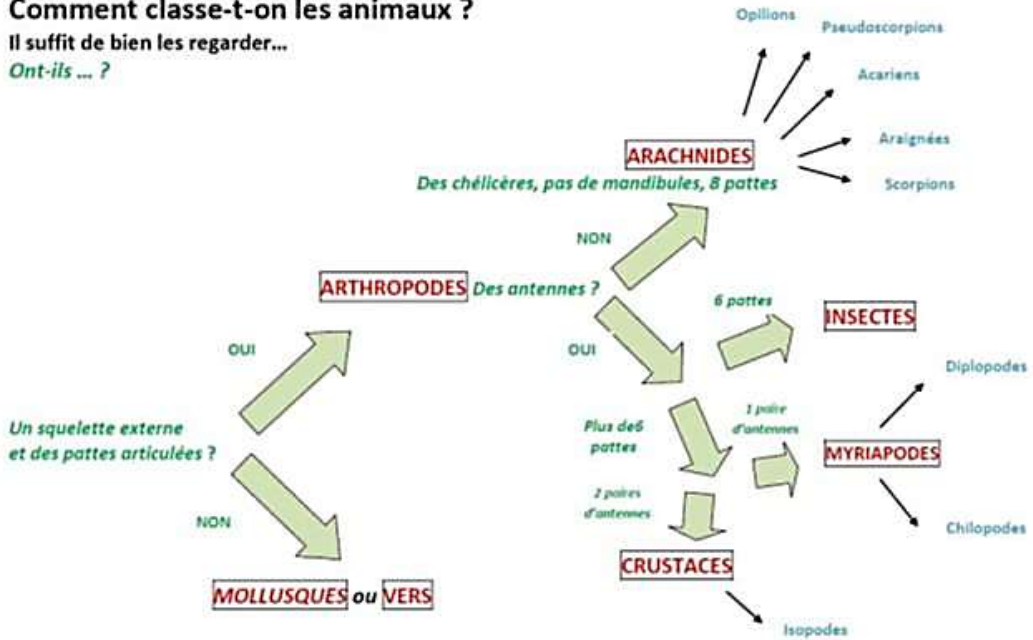 Comment classe-t-on les animaux ?
Il suffit de bien les regarder...
Ont-ils ... ?
Opilions
Pseudoscorpions
Acariens
Araignées
Scorpions
ARACHNIDES
Des chélicères, pas de mandibules, 8 pattes
NON
ARTHROPODES Des antennes ?
OUI
6 pattes
INSECTES
OUI
Un squelette externe
et des pattes articulées ?
NON
MOLLUSQUES ou VERS
Plus de6
pattes
1 paire
d'antennes
MYRIAPODES
Diplopodes
Chilopodes
2 paires
d'antennes
CRUSTACES
Isopodes